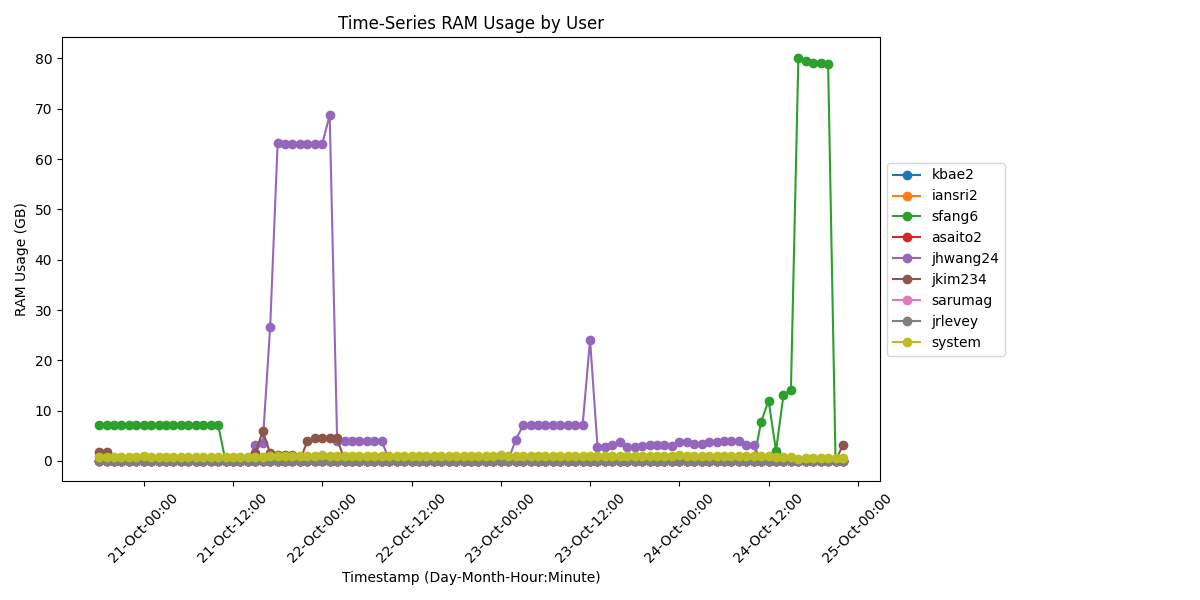 Time-Series RAM Usage by User
RAM Usage (GB)
80
70
60
50
40
30
20
10
0
21-Oct-00:00
21-Oct-12:00
22-Oct-00:00
22-Oct-12:00
23-Oct-00:00
23-Oct-12:00
24-Oct-00:00
24-Oct-12:00
25-Oct-00:00
Timestamp (Day-Month-Hour:Minute)
kbae2
iansri2
sfang6
asaito2
jhwang24
jkim234
sarumag
jrlevey
system